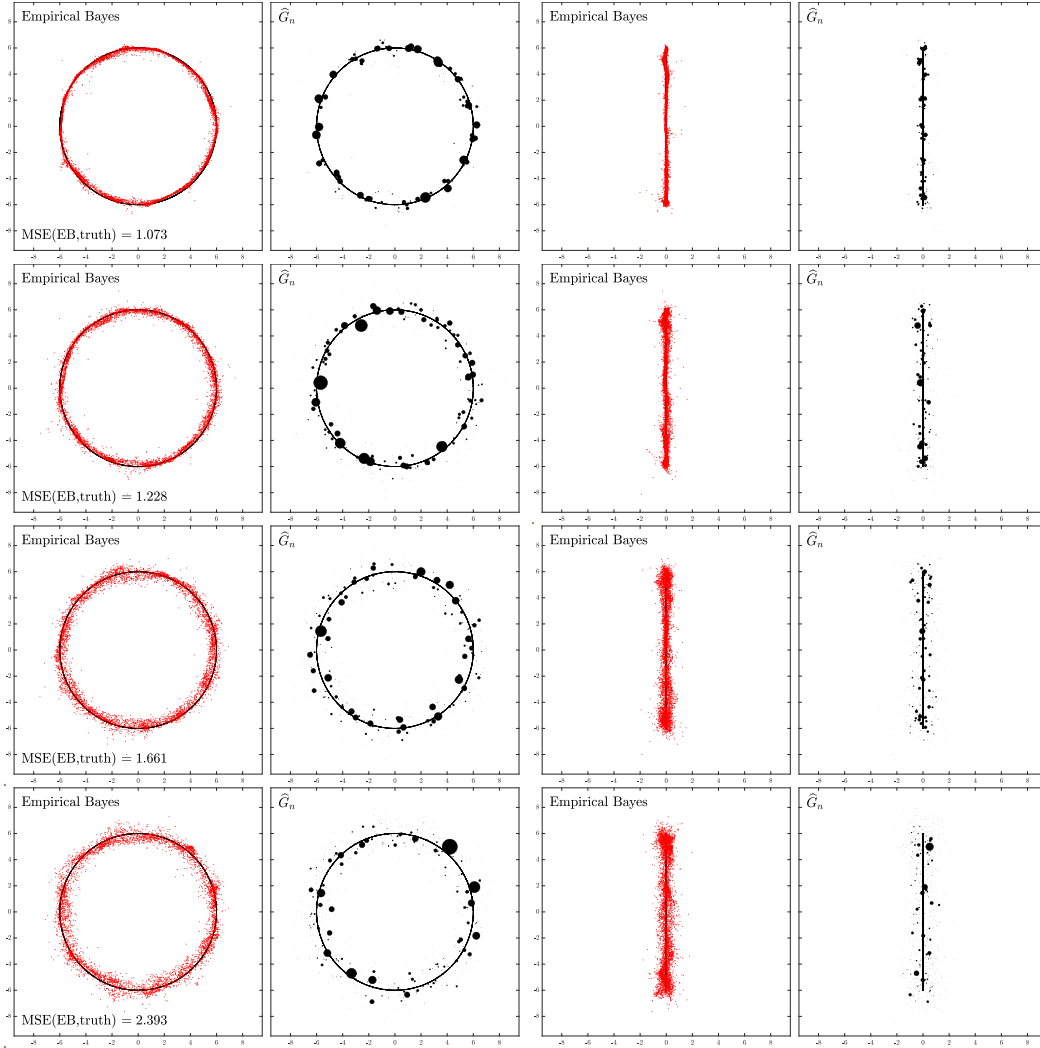 Empirical Bayes
Ĝn
Empirical Bayes
Ĝn
MSE(EB,truth) = 1.073
Empirical Bayes
Ĝn
Empirical Bayes
Ĝn
MSE(EB,truth) = 1.228
Empirical Bayes
Ĝn
Empirical Bayes
Ĝn
MSE(EB,truth) = 1.661
Empirical Bayes
Ĝn
Empirical Bayes
Ĝn
MSE(EB,truth) = 2.393